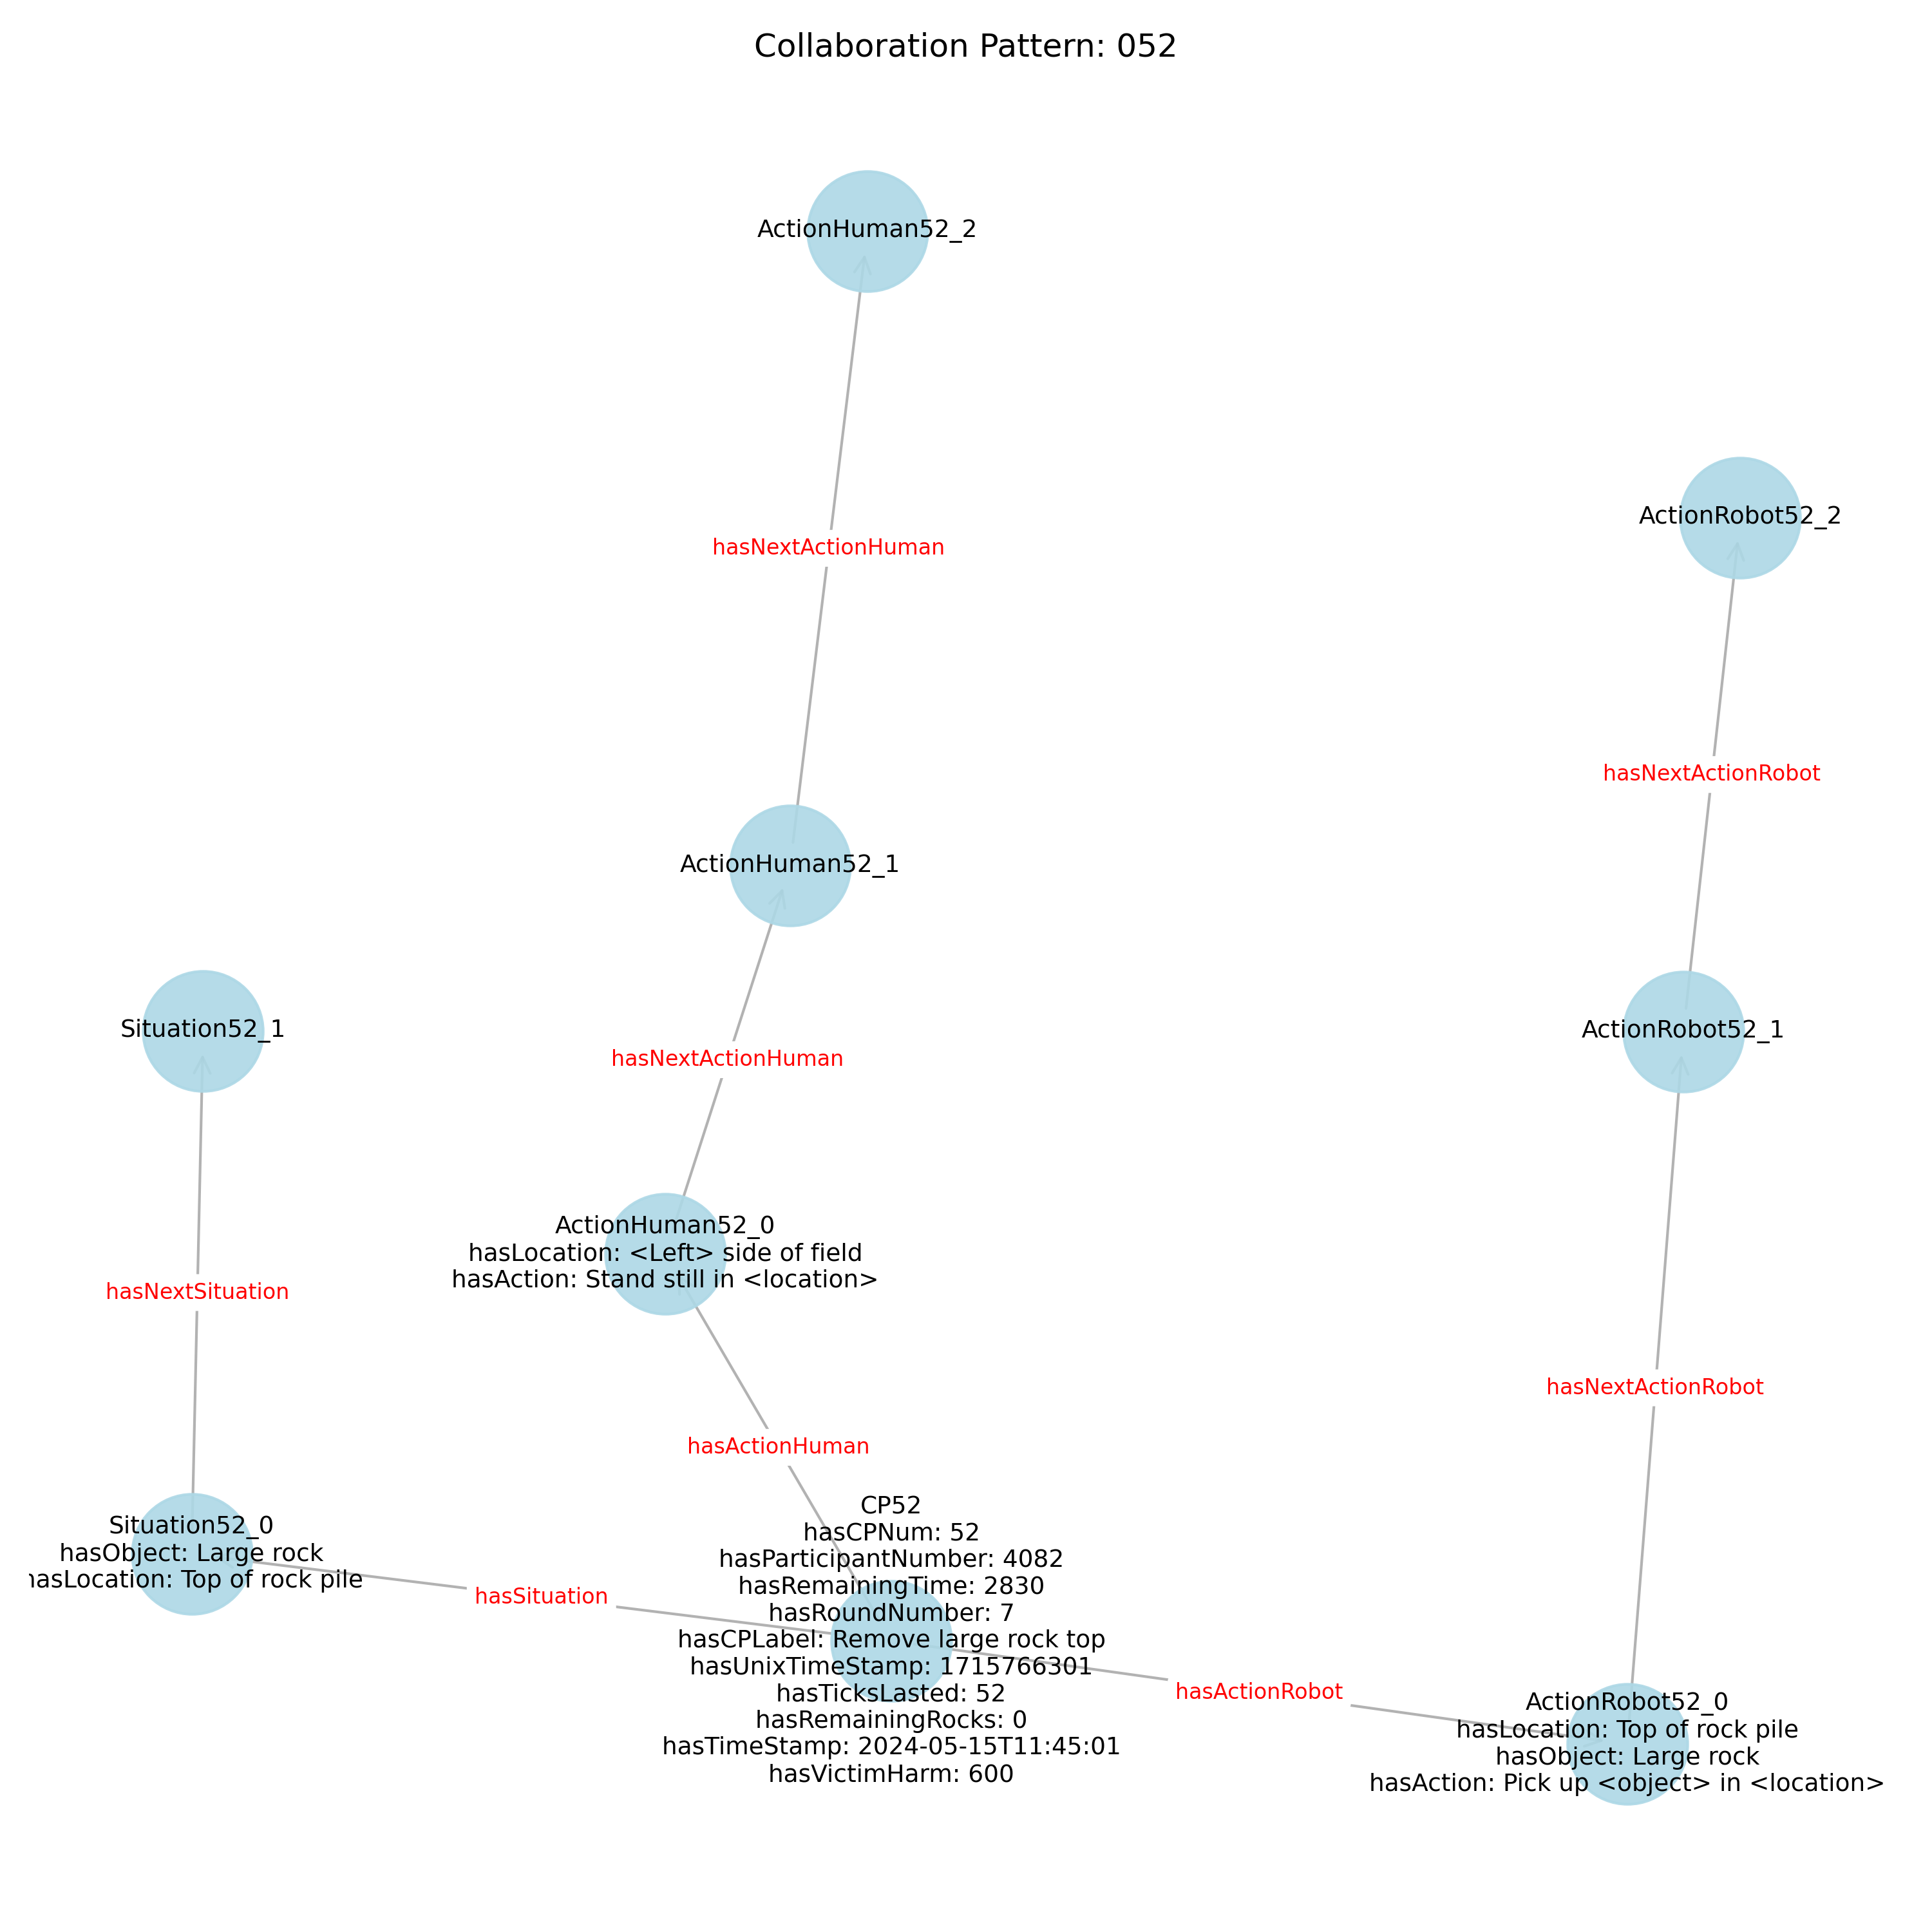 Collaboration Pattern: 052
ActionHuman52_2
ActionRobot52_2
hasNextActionHuman
hasNextActionRobot
ActionHuman52_1
Situation52_1
ActionRobot52_1
hasNextActionHuman
ActionHuman52_0
hasLocation: <Left> side of field
hasAction: Stand still in <location>
hasNextSituation
hasNextActionRobot
hasActionHuman
Situation52_0
hasObject: Large rock
hasLocation: Top of rock pile
hasSituation
CP52
hasCPNum: 52
hasParticipantNumber: 4082
hasRemainingTime: 2830
hasRoundNumber: 7
hasCPLabel: Remove large rock top
hasUnixTimeStamp: 1715766301
hasTicksLasted: 52
hasRemainingRocks: 0
hasTimeStamp: 2024-05-15T11:45:01
hasVictimHarm: 600
hasActionRobot
ActionRobot52_0
hasLocation: Top of rock pile
hasObject: Large rock
hasAction: Pick up <object> in <location>